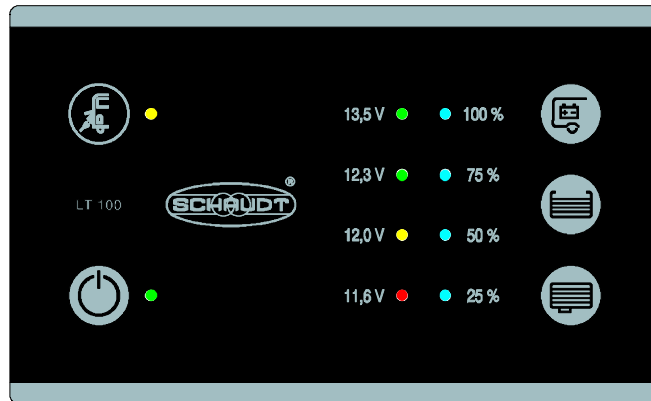 13,5 V 100 %
12,3 V 75 %
LT 100 SCHAUDT ®
12,0 V 50 %
11,6 V 25 %